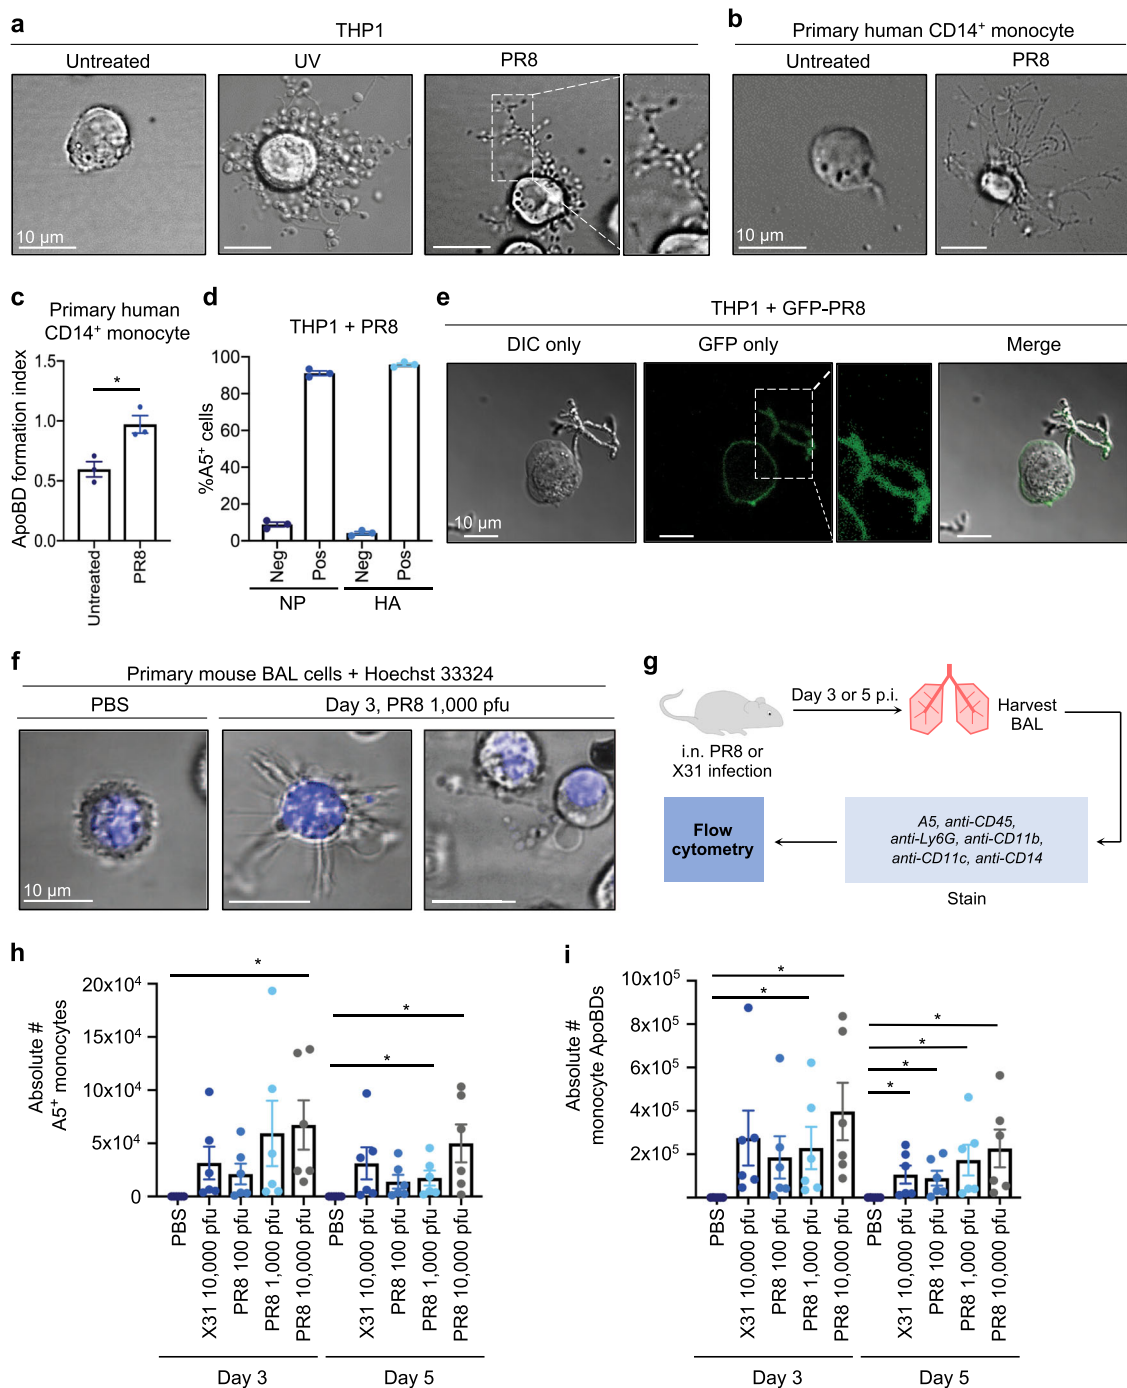 a
THP1
Untreated
UV
PR8
10 µm
b
Primary human CD14⁺ monocyte
Untreated
PR8
10 µm
c
Primary human
CD14⁺ monocyte
ApoBD formation index
1.5
1.0
0.5
0.0
*
Untreated
PR8
d
THP1 + PR8
%A5⁺ cells
100
80
60
40
20
0
Neg
Pos
Neg
Pos
NP
HA
e
THP1 + GFP-PR8
DIC only
GFP only
Merge
10 µm
f
Primary mouse BAL cells + Hoechst 33324
PBS
Day 3, PR8 1,000 pfu
10 µm
g
Day 3 or 5 p.i.
Harvest
BAL
i.n. PR8 or
X31 infection
A5, anti-CD45,
anti-Ly6G, anti-CD11b,
anti-CD11c, anti-CD14
Stain
Flow
cytometry
h
Absolute #
A5⁺ monocytes
20x10⁴
15x10⁴
10x10⁴
5x10⁴
0
*
*
*
PBS
X31 10,000 pfu
PR8 100 pfu
PR8 1,000 pfu
PR8 10,000 pfu
PBS
X31 10,000 pfu
PR8 100 pfu
PR8 1,000 pfu
PR8 10,000 pfu
Day 3
Day 5
i
Absolute #
monocyte ApoBDs
10x10⁵
8x10⁵
6x10⁵
4x10⁵
2x10⁵
*
*
*
*
*
*
PBS
X31 10,000 pfu
PR8 100 pfu
PR8 1,000 pfu
PR8 10,000 pfu
PBS
X31 10,000 pfu
PR8 100 pfu
PR8 1,000 pfu
PR8 10,000 pfu
Day 3
Day 5